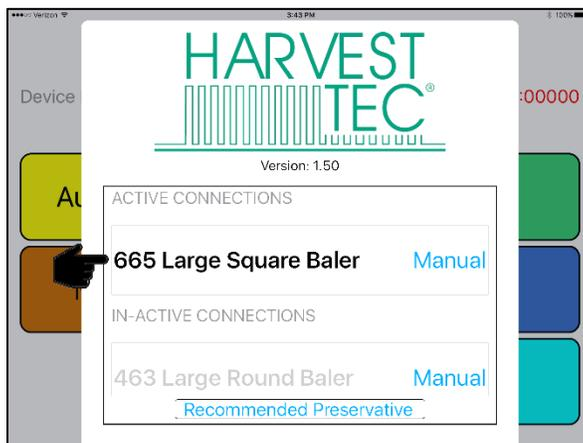 Verizon 3:43 PM 100%
HARVEST
TEC®
Device :00000
Version: 1.50
Au
ACTIVE CONNECTIONS
665 Large Square Baler Manual
IN-ACTIVE CONNECTIONS
463 Large Round Baler Manual
Recommended Preservative